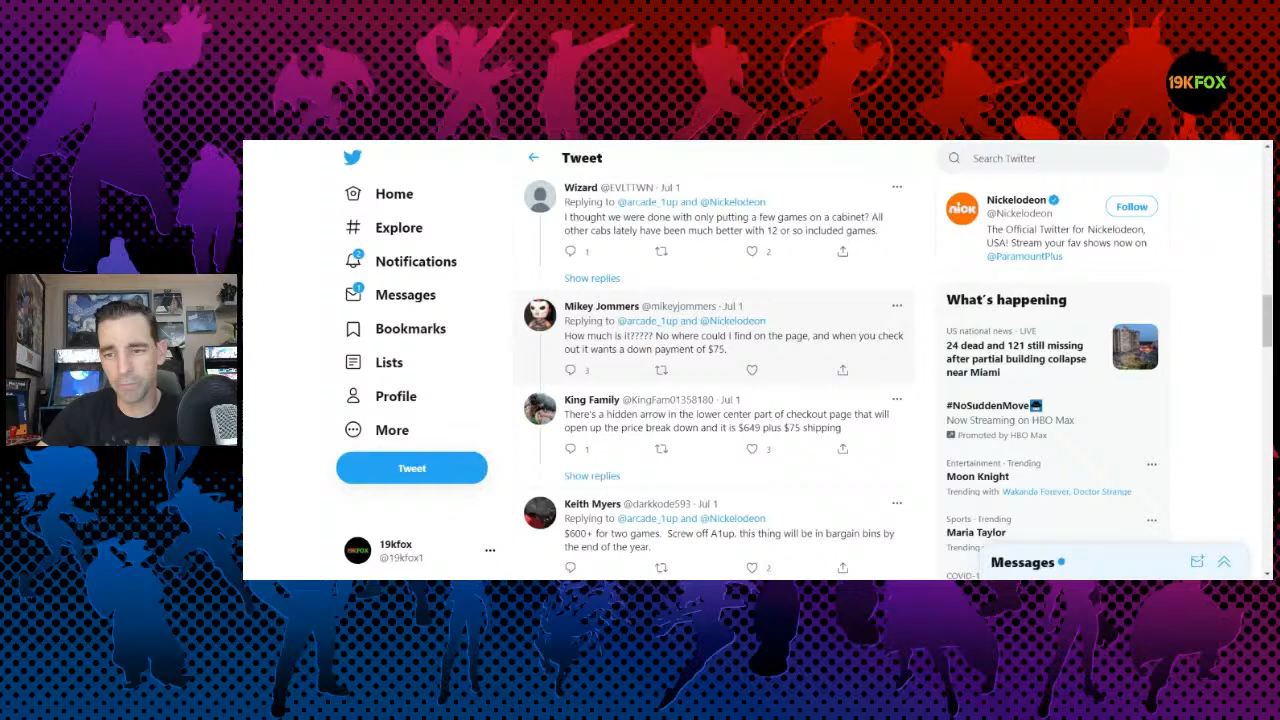 19KFOX
Home
Explore
2
Notifications
1
Messages
Bookmarks
Lists
Profile
More
Tweet
19kfox
@19kfox1
Tweet
Wizard @EVLTTWN · Jul 1
Replying to @arcade_1up and @Nickelodeon
I thought we were done with only putting a few games on a cabinet? All
other cabs lately have been much better with 12 or so included games.
1
2
Show replies
Mikey Jommers @mikeyjommers · Jul 1
Replying to @arcade_1up and @Nickelodeon
How much is it????? No where could i find on the page, and when you check
out it wants a down payment of $75.
3
King Family @KingFam01358180 · Jul 1
There's a hidden arrow in the lower center part of checkout page that will
open up the price break down and it is $649 plus $75 shipping
1
3
Show replies
Keith Myers @darkkode593 · Jul 1
Replying to @arcade_1up and @Nickelodeon
$600+ for two games. Screw off A1up, this thing will be in bargain bins by
the end of the year.
2
Search Twitter
nick
Nickelodeon
@Nickelodeon
Follow
The Official Twitter for Nickelodeon,
USA! Stream your fav shows now on
@ParamountPlus
What's happening
US national news · LIVE
24 dead and 121 still missing
after partial building collapse
near Miami
#NoSuddenMove
Now Streaming on HBO Max
Promoted by HBO Max
Entertainment · Trending
Moon Knight
Trending with Wakanda Forever, Doctor Strange
Sports · Trending
Maria Taylor
Trending
COVID-1
Messages